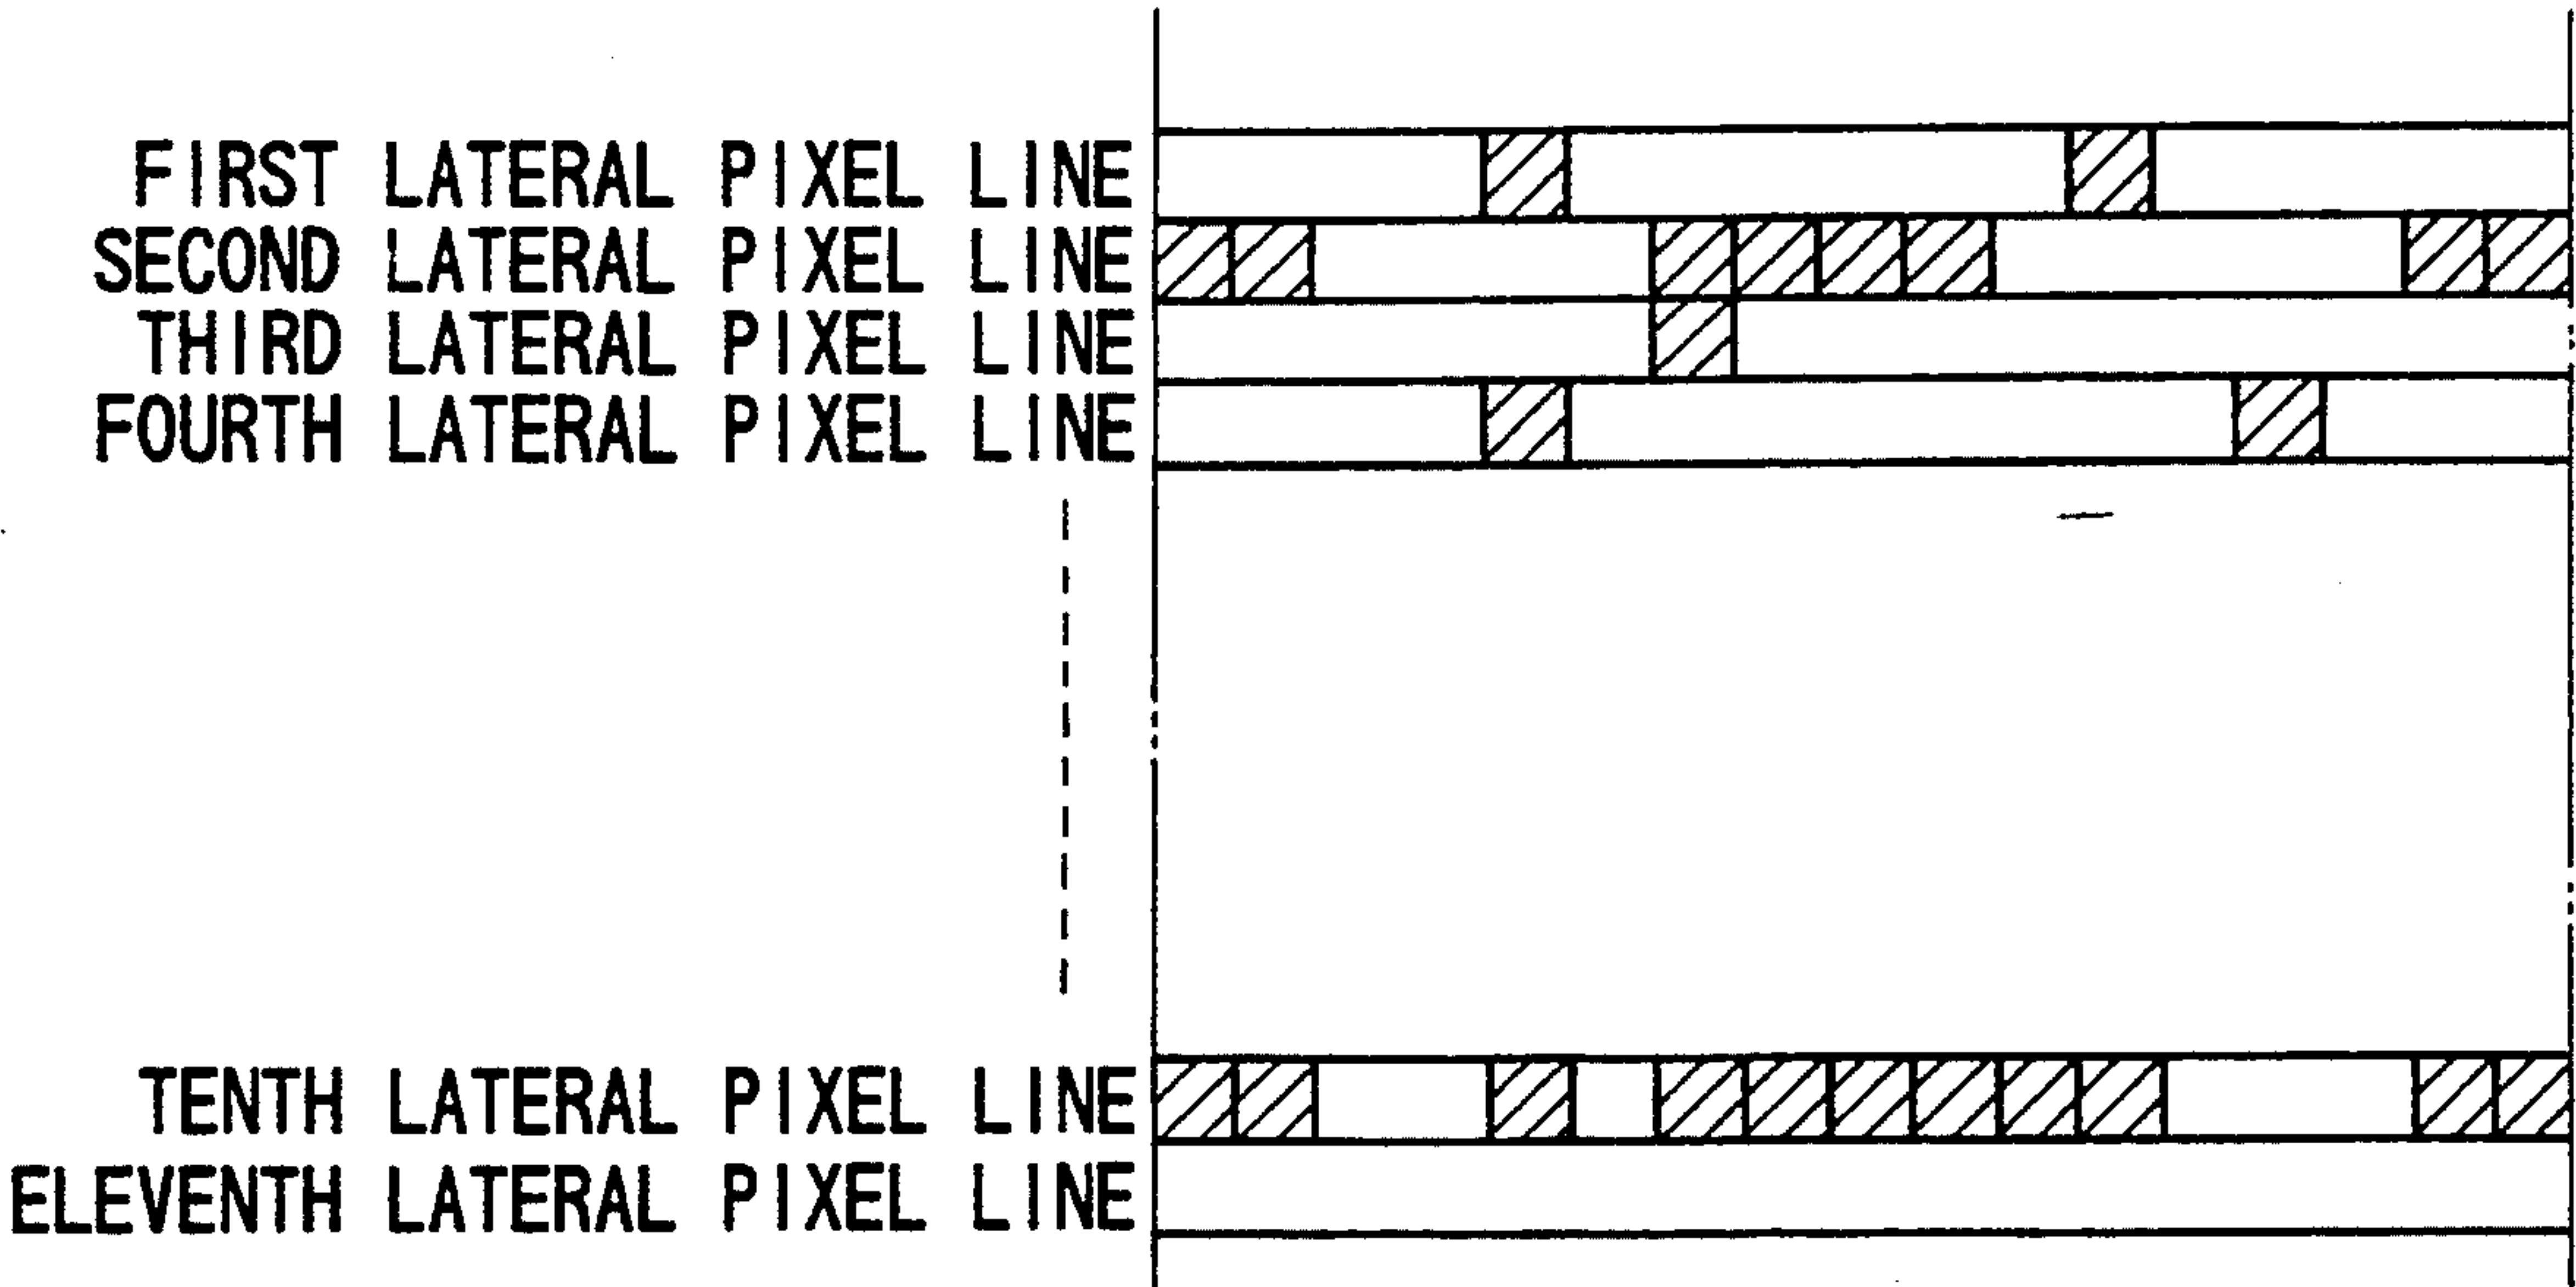 FIRST LATERAL PIXEL LINE
SECOND LATERAL PIXEL LINE
THIRD LATERAL PIXEL LINE
FOURTH LATERAL PIXEL LINE
TENTH LATERAL PIXEL LINE
ELEVENTH LATERAL PIXEL LINE